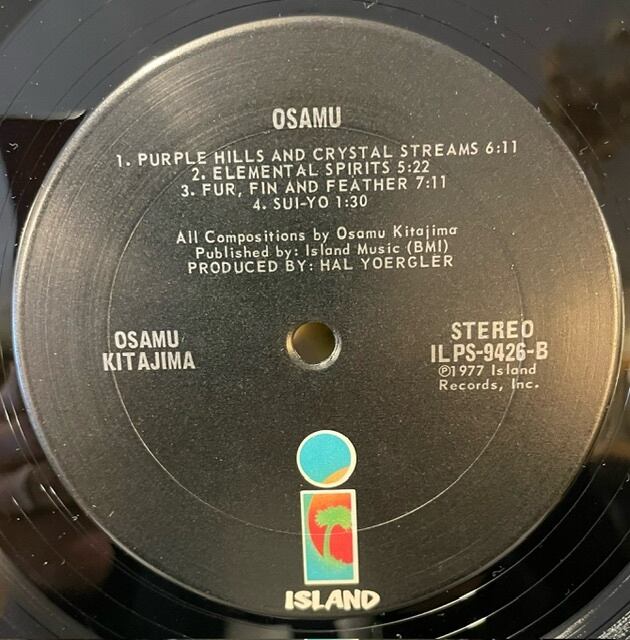 OSAMU
1. PURPLE HILLS AND CRYSTAL STREAMS 6:11
2. ELEMENTAL SPIRITS 5:22
3. FUR, FIN AND FEATHER 7:11
4. SUI-YO 1:30
All Compositions by Osamu Kitajima
Published by: Island Music (BMI)
PRODUCED BY: HAL YOERGLER
OSAMU
KITAJIMA
STEREO
ILPS-9426-B
℗1977 Island
Records, Inc.
ISLAND